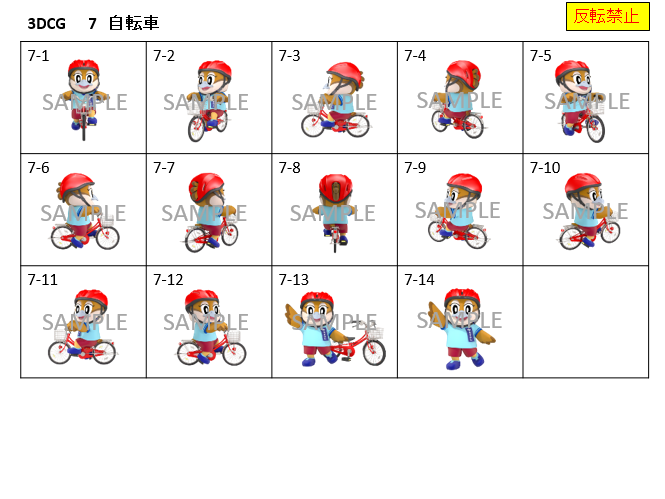 3DCG 7 自転車
反転禁止
7-1 7-2 7-3 7-4 7-5
SAMPLE SAMPLE SAMPLE SAMPLE SAMPLE
7-6 7-7 7-8 7-9 7-10
SAMPLE SAMPLE SAMPLE SAMPLE SAMPLE
7-11 7-12 7-13 7-14
SAMPLE SAMPLE SAMPLE SAMPLE